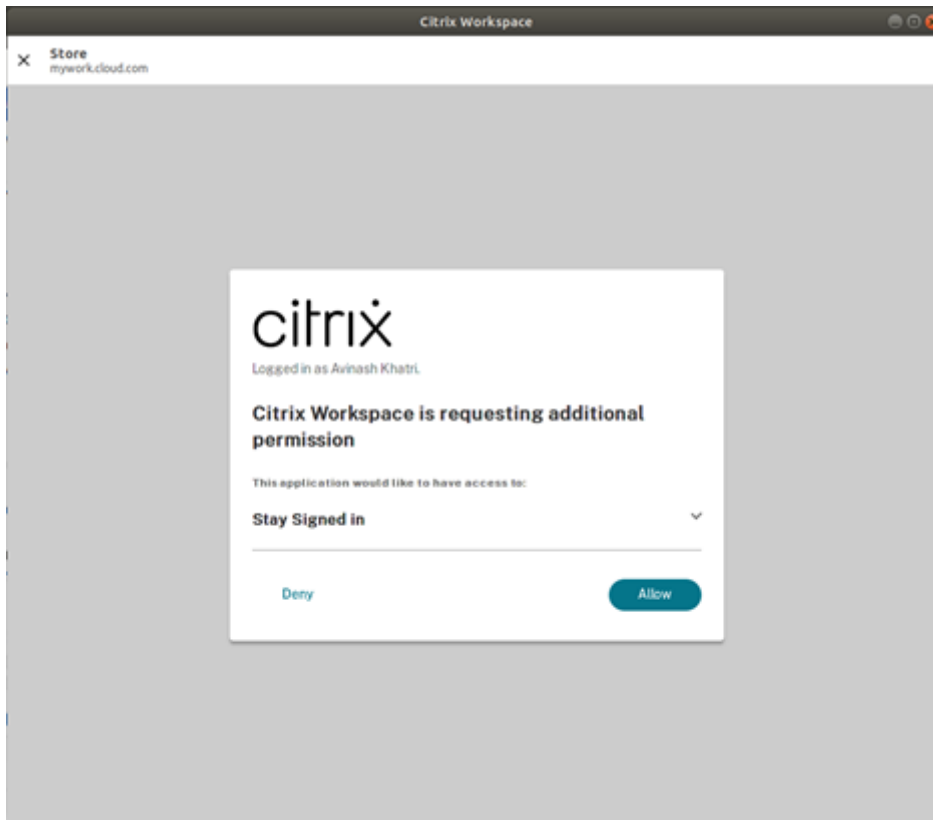 Citrix Workspace
Store
mywork.cloud.com
citrix
Logged in as Avinash Khatri.
Citrix Workspace is requesting additional
permission
This application would like to have access to:
Stay Signed in
Deny
Allow